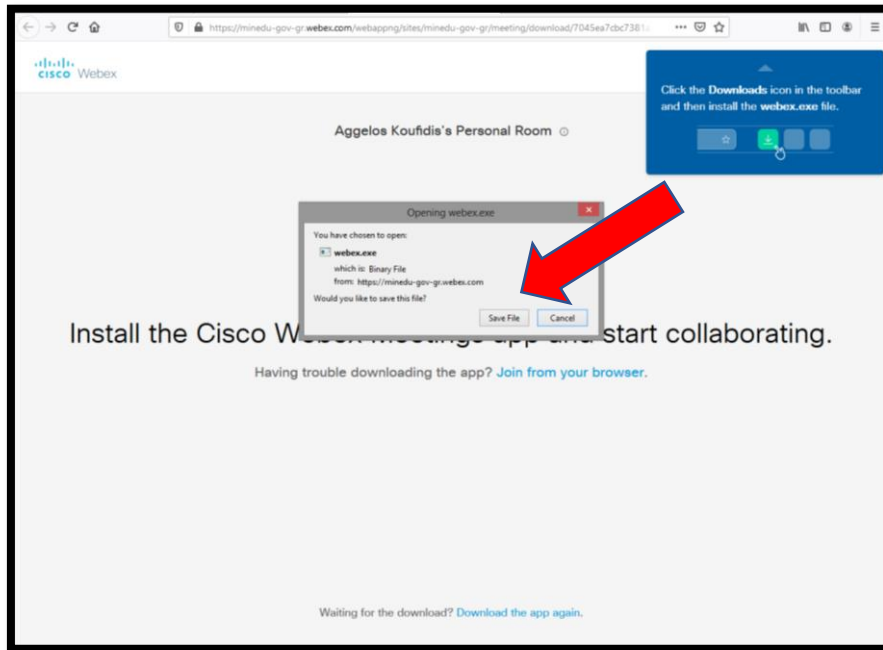 https://minedu-gov-gr.webex.com/webappng/sites/minedu-gov-gr/meeting/download/7045ea7cbc7381
cisco Webex
Click the Downloads icon in the toolbar
and then install the webex.exe file.
Aggelos Koufidis's Personal Room
Opening webex.exe
You have chosen to open:
webex.exe
which is: Binary File
from: https://minedu-gov-gr.webex.com
Would you like to save this file?
Save File Cancel
Install the Cisco Webex Meetings app and start collaborating.
Having trouble downloading the app? Join from your browser.
Waiting for the download? Download the app again.